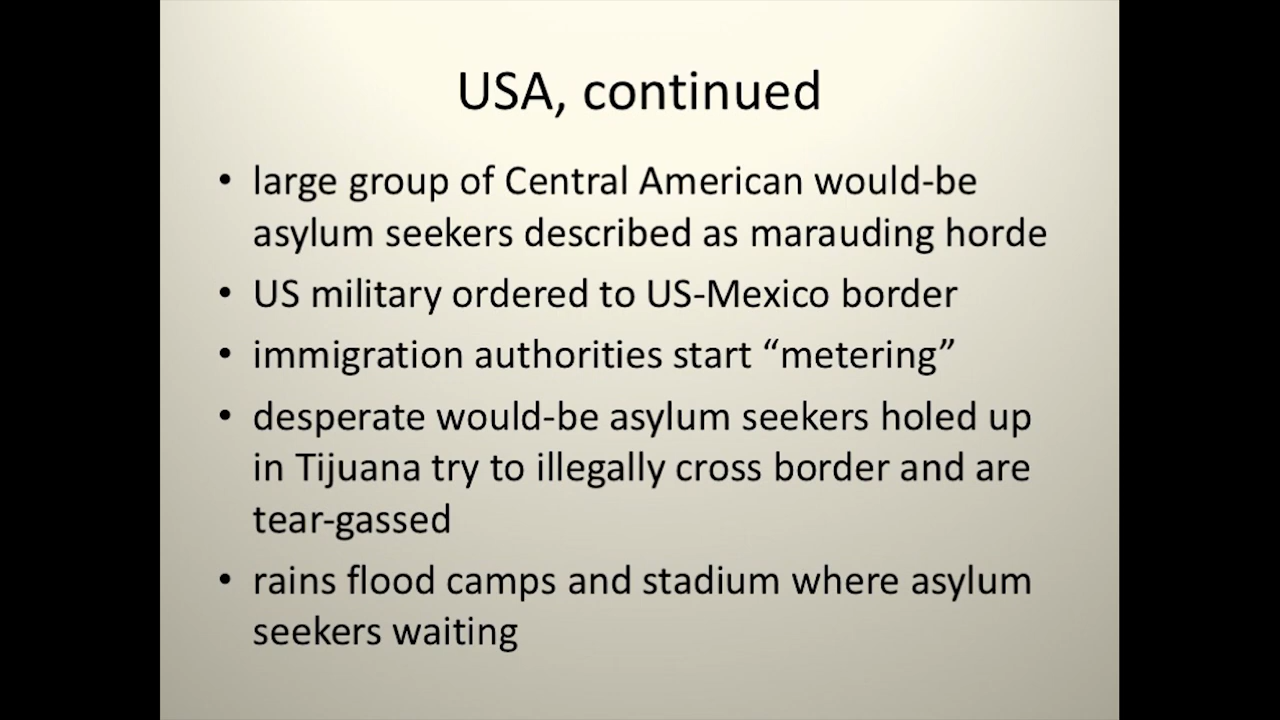 USA, continued
• large group of Central American would-be
asylum seekers described as marauding horde
• US military ordered to US-Mexico border
• immigration authorities start “metering”
• desperate would-be asylum seekers holed up
in Tijuana try to illegally cross border and are
tear-gassed
• rains flood camps and stadium where asylum
seekers waiting